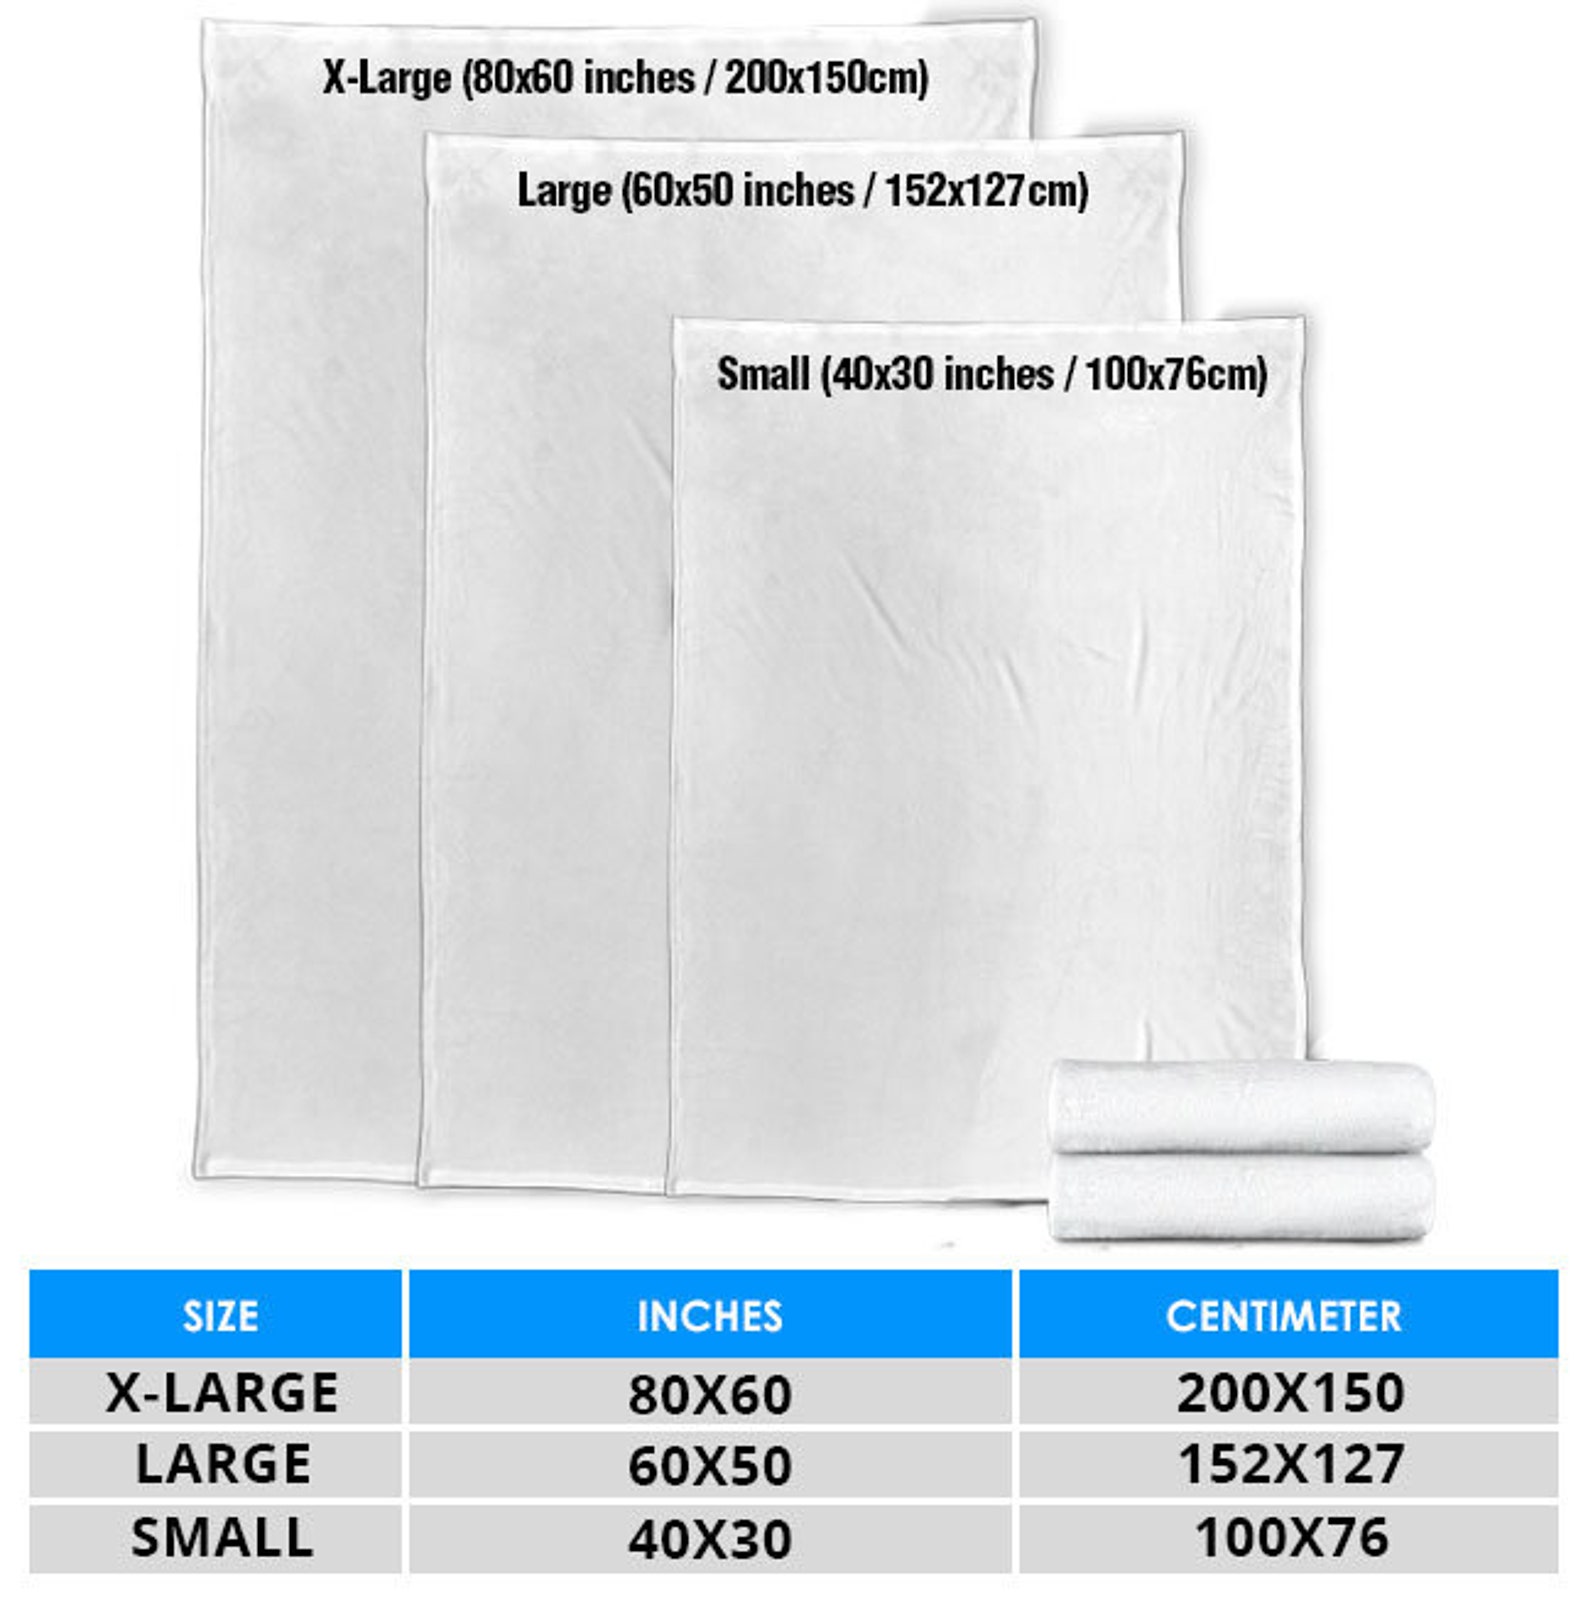 X-Large (80x60 inches / 200x150cm)
Large (60x50 inches / 152x127cm)
Small (40x30 inches / 100x76cm)
SIZE INCHES CENTIMETER
X-LARGE 80X60 200X150
LARGE 60X50 152X127
SMALL 40X30 100X76